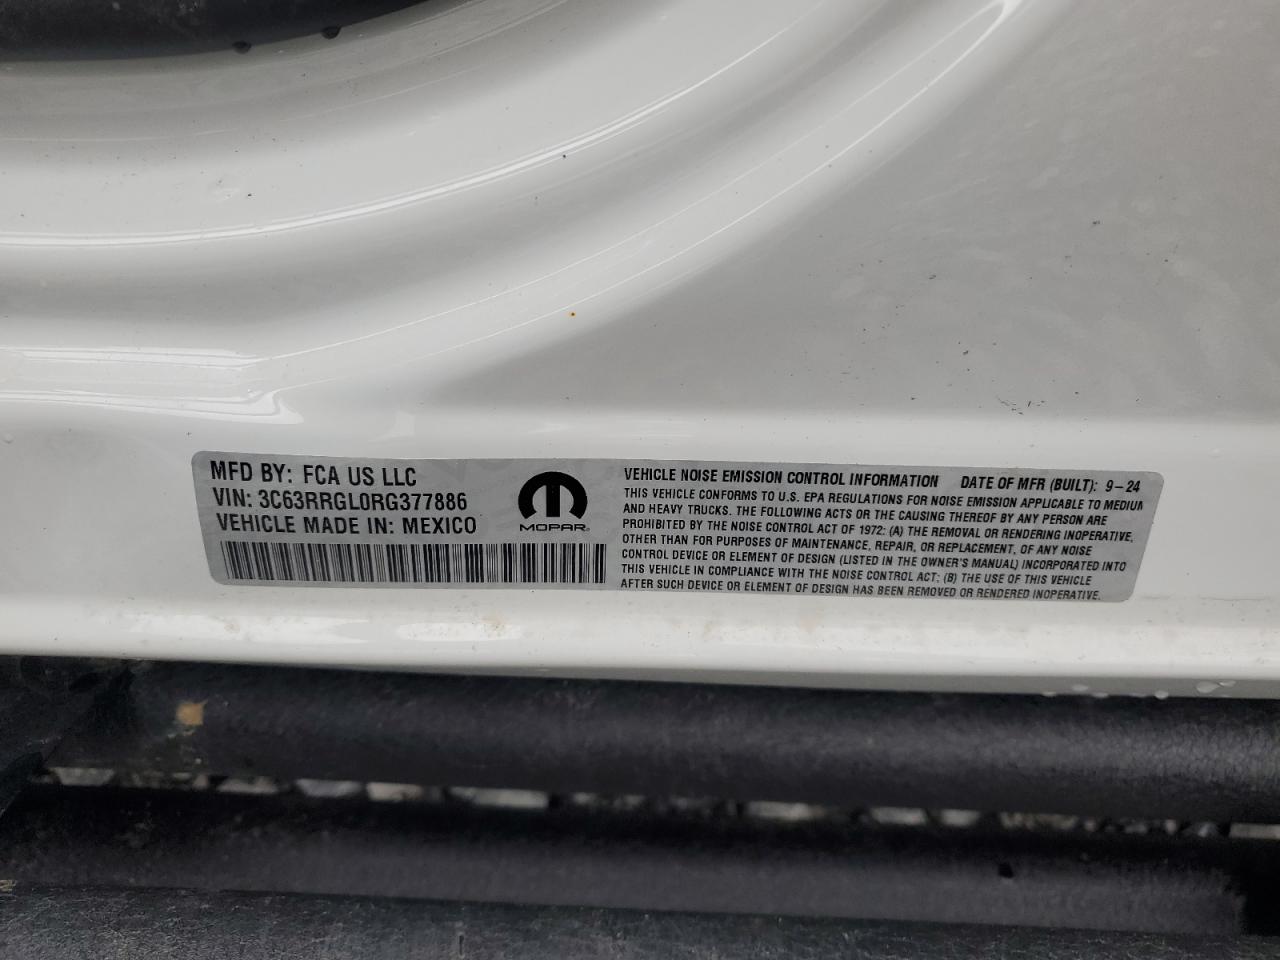 MFD BY: FCA US LLC
VIN: 3C63RRGL0RG377886
VEHICLE MADE IN: MEXICO
MOPAR
VEHICLE NOISE EMISSION CONTROL INFORMATION DATE OF MFR (BUILT): 9-24
THIS VEHICLE CONFORMS TO U.S. EPA REGULATIONS FOR NOISE EMISSION APPLICABLE TO MEDIUM
AND HEAVY TRUCKS. THE FOLLOWING ACTS OR THE CAUSING THEREOF BY ANY PERSON ARE
PROHIBITED BY THE NOISE CONTROL ACT OF 1972: (A) THE REMOVAL OR RENDERING INOPERATIVE,
OTHER THAN FOR PURPOSES OF MAINTENANCE, REPAIR, OR REPLACEMENT, OF ANY NOISE
CONTROL DEVICE OR ELEMENT OF DESIGN (LISTED IN THE OWNER'S MANUAL) INCORPORATED INTO
THIS VEHICLE IN COMPLIANCE WITH THE NOISE CONTROL ACT; (B) THE USE OF THIS VEHICLE
AFTER SUCH DEVICE OR ELEMENT OF DESIGN HAS BEEN REMOVED OR RENDERED INOPERATIVE.